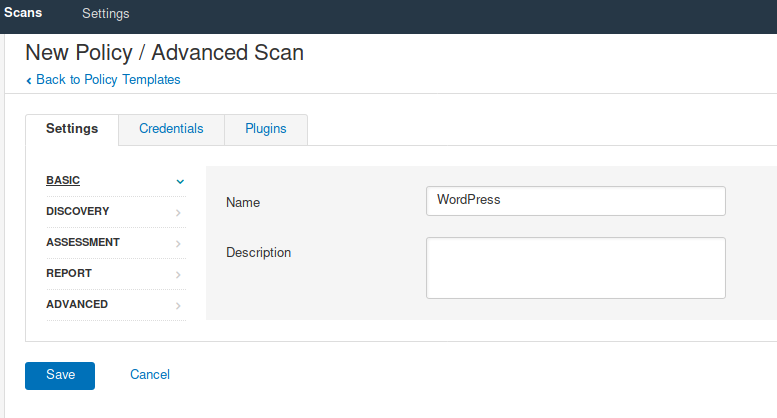 Scans Settings
New Policy / Advanced Scan
‹ Back to Policy Templates
Settings Credentials Plugins
BASIC
DISCOVERY
ASSESSMENT
REPORT
ADVANCED
Name WordPress
Description
Save Cancel